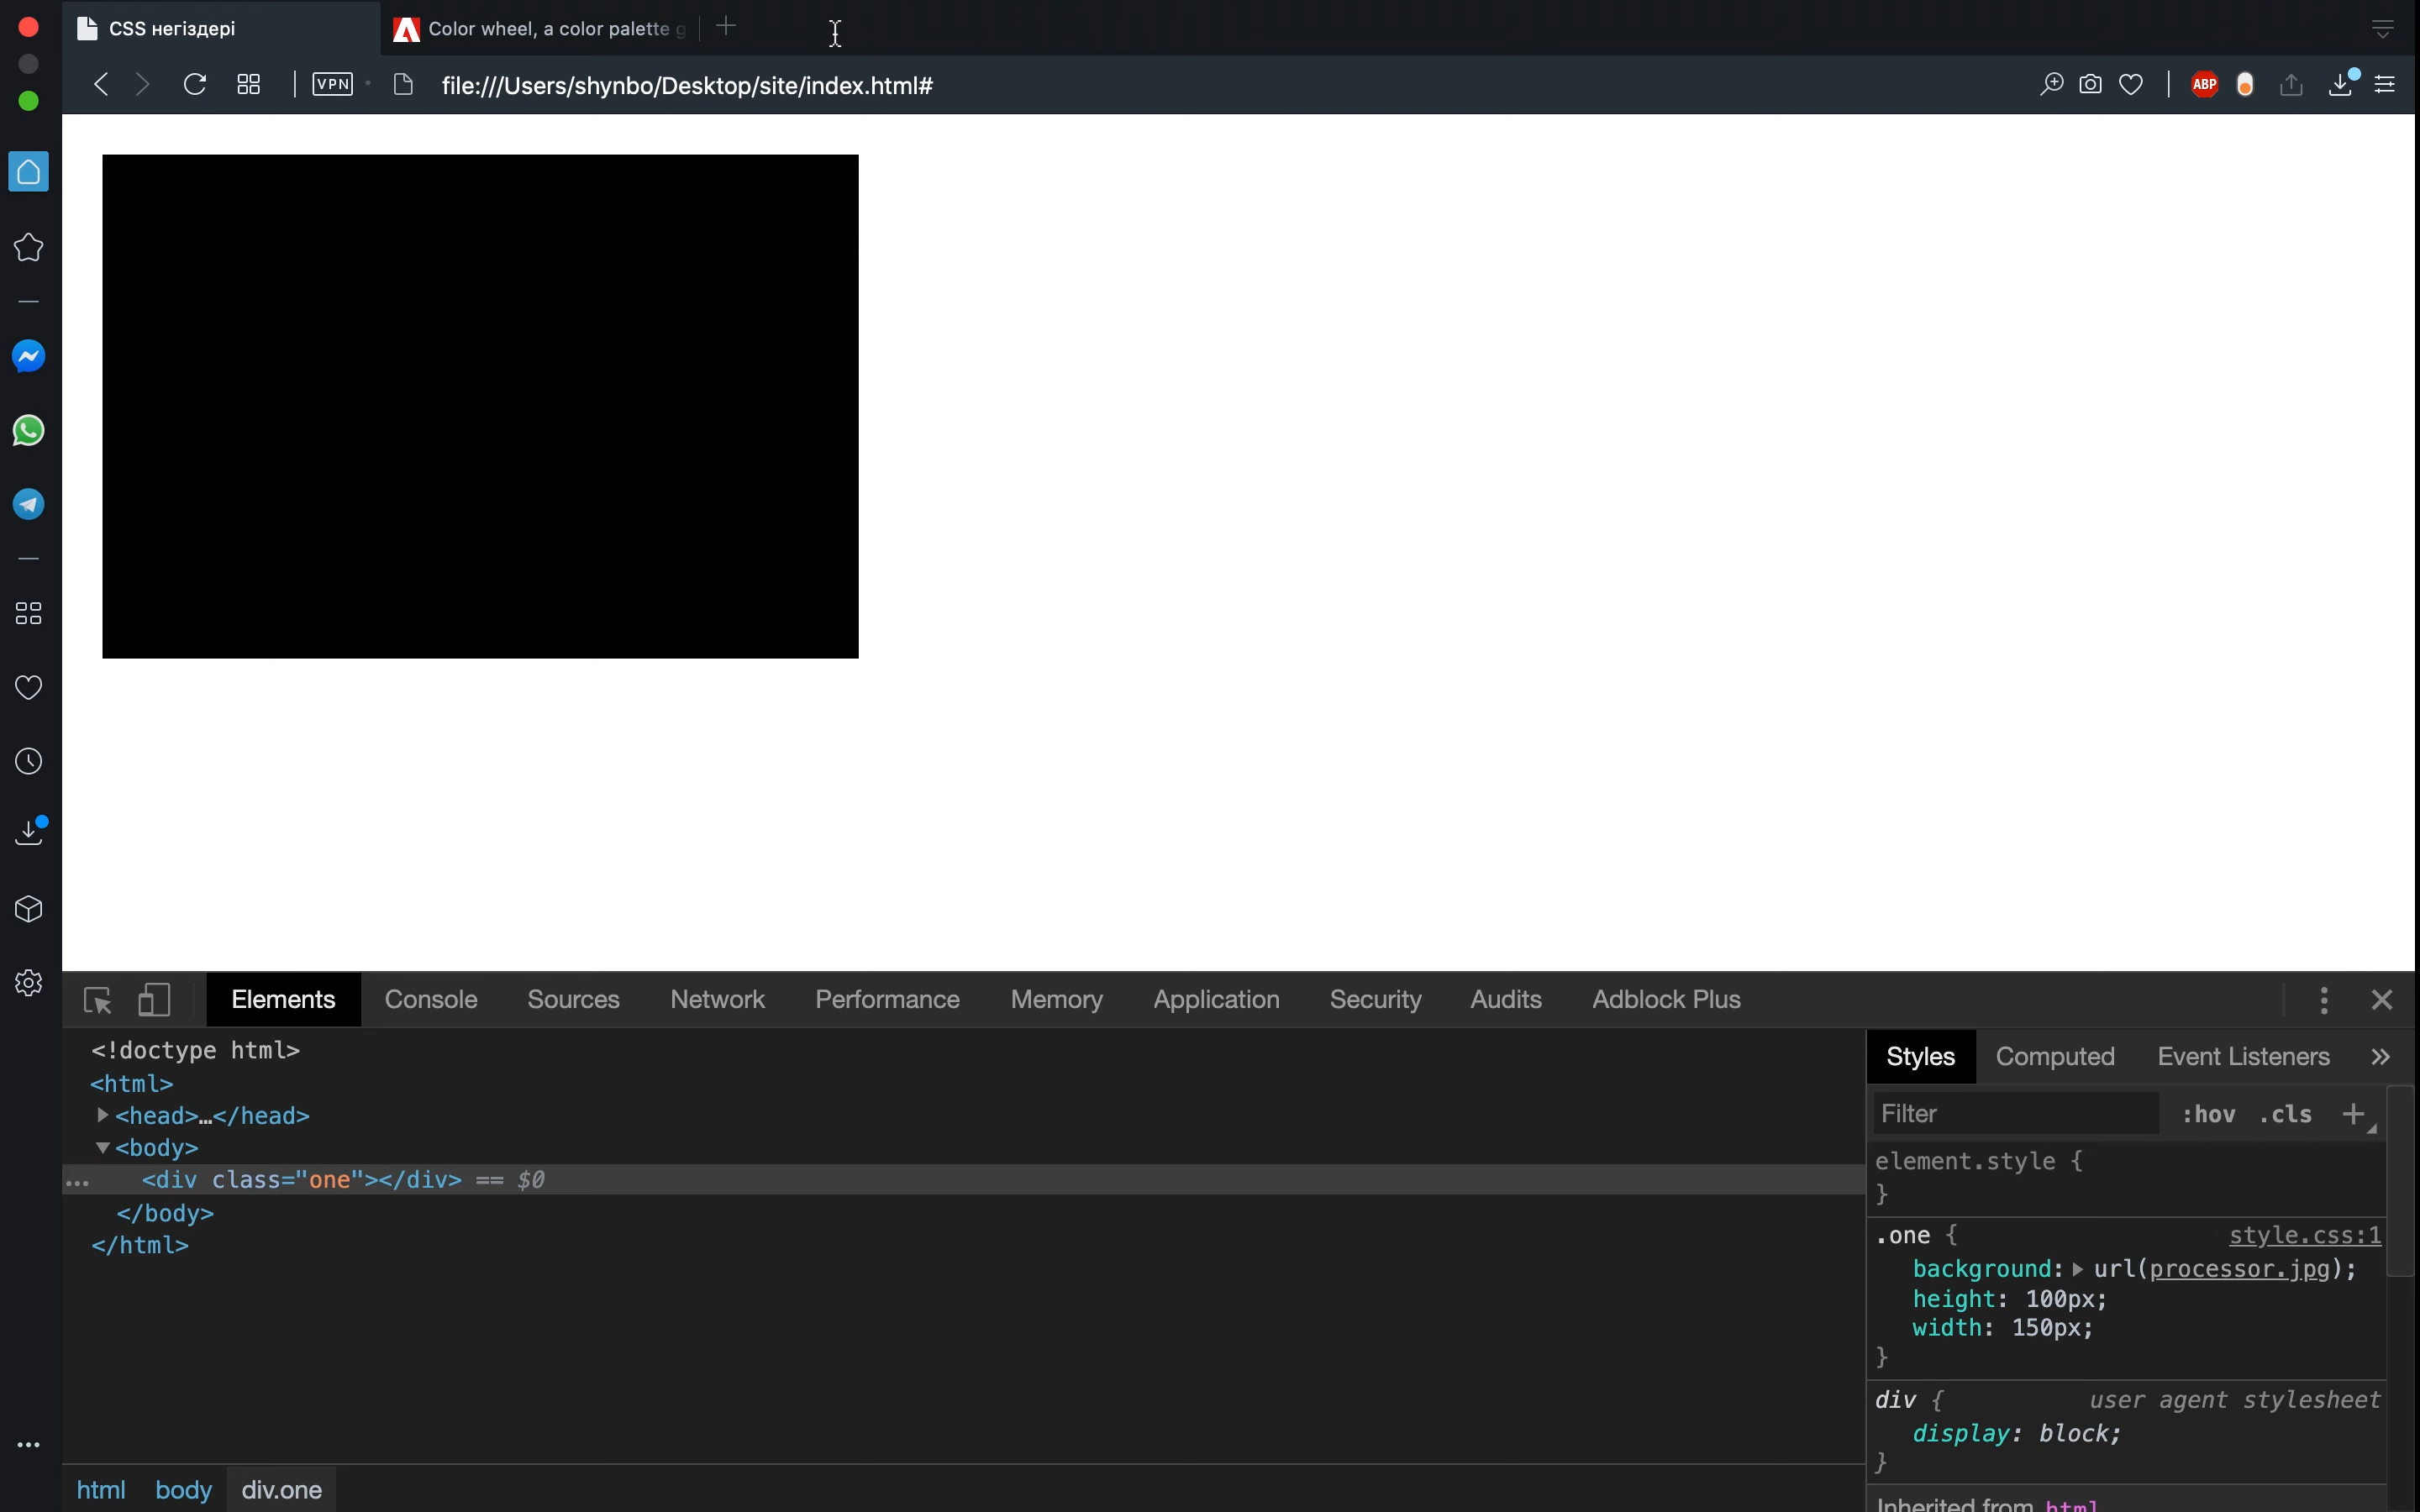 CSS негіздері
Color wheel, a color palette g
VPN
file:///Users/shynbo/Desktop/site/index.html#
ABP
Elements
Console
Sources
Network
Performance
Memory
Application
Security
Audits
Adblock Plus
<!doctype html>
<html>
<head>…</head>
<body>
... <div class="one"></div> == $0
</body>
</html>
html body div.one
Styles Computed Event Listeners »
Filter :hov .cls +
element.style {
}
.one { style.css:1
background: url(processor.jpg);
height: 100px;
width: 150px;
}
div { user agent stylesheet
display: block;
}
Inherited from html